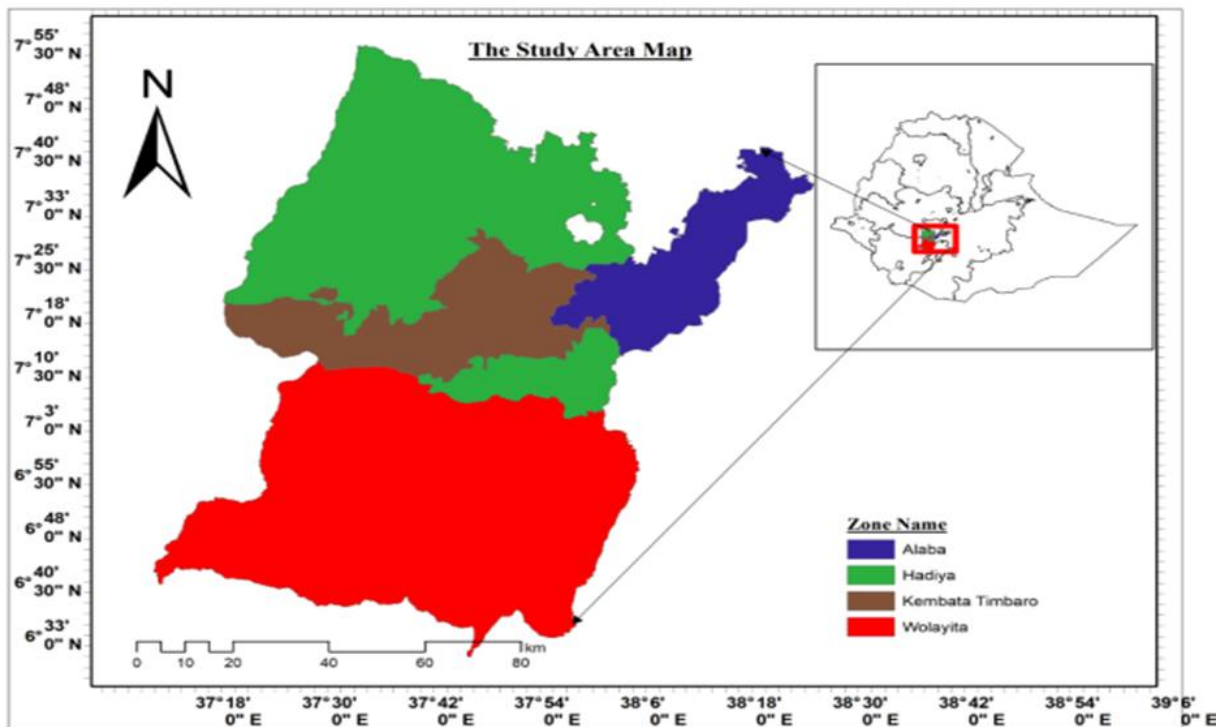 The Study Area Map
N
7° 55' 30'' N
7° 48' 0'' N
7° 40' 30'' N
7° 33' 0'' N
7° 25' 30'' N
7° 18' 0'' N
7° 10' 30'' N
7° 3' 0'' N
6° 55' 30'' N
6° 48' 0'' N
6° 40' 30'' N
6° 33' 0'' N
Zone Name
Alaba
Hadiya
Kembata Timbaro
Wolayita
0 10 20 40 60 80 km
37° 18' 0'' E 37° 30' 0'' E 37° 42' 0'' E 37° 54' 0'' E 38° 6' 0'' E 38° 18' 0'' E 38° 30' 0'' E 38° 42' 0'' E 38° 54' 0'' E 39° 6' 0'' E